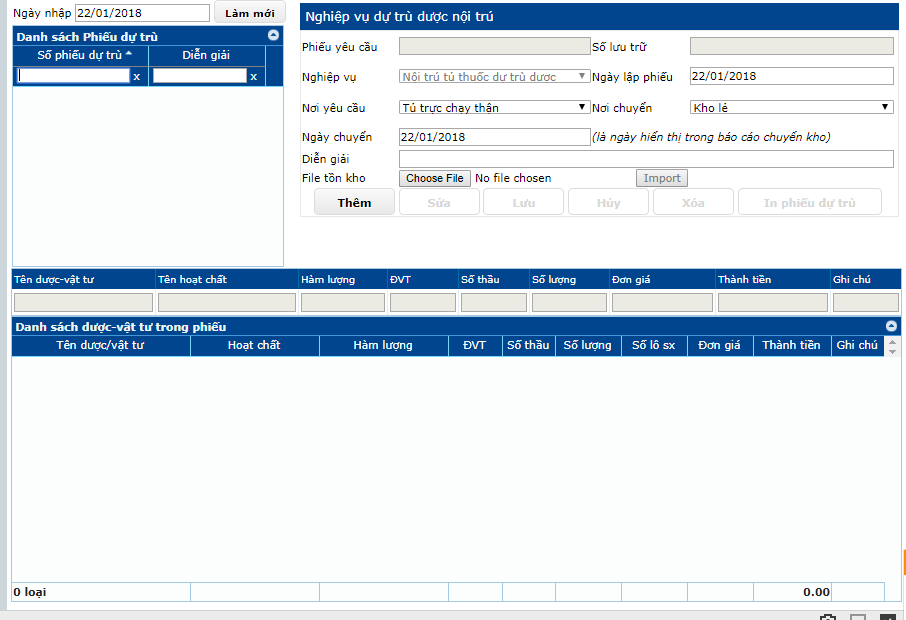 Ngày nhập 22/01/2018 Làm mới
Danh sách Phiếu dự trù
Số phiếu dự trù Diễn giải
x x
Nghiệp vụ dự trù dược nội trú
Phiếu yêu cầu Số lưu trữ
Nghiệp vụ Nội trú tủ thuốc dự trù dược Ngày lập phiếu 22/01/2018
Nơi yêu cầu Tủ trực chạy thận Nơi chuyển Kho lẻ
Ngày chuyển 22/01/2018 (là ngày hiển thị trong báo cáo chuyển kho)
Diễn giải
File tồn kho Choose File No file chosen Import
Thêm Sửa Lưu Hủy Xóa In phiếu dự trù
Tên dược-vật tư Tên hoạt chất Hàm lượng ĐVT Số thầu Số lượng Đơn giá Thành tiền Ghi chú
Danh sách dược-vật tư trong phiếu
Tên dược/vật tư Hoạt chất Hàm lượng ĐVT Số thầu Số lượng Số lô sx Đơn giá Thành tiền Ghi chú
0 loại 0.00